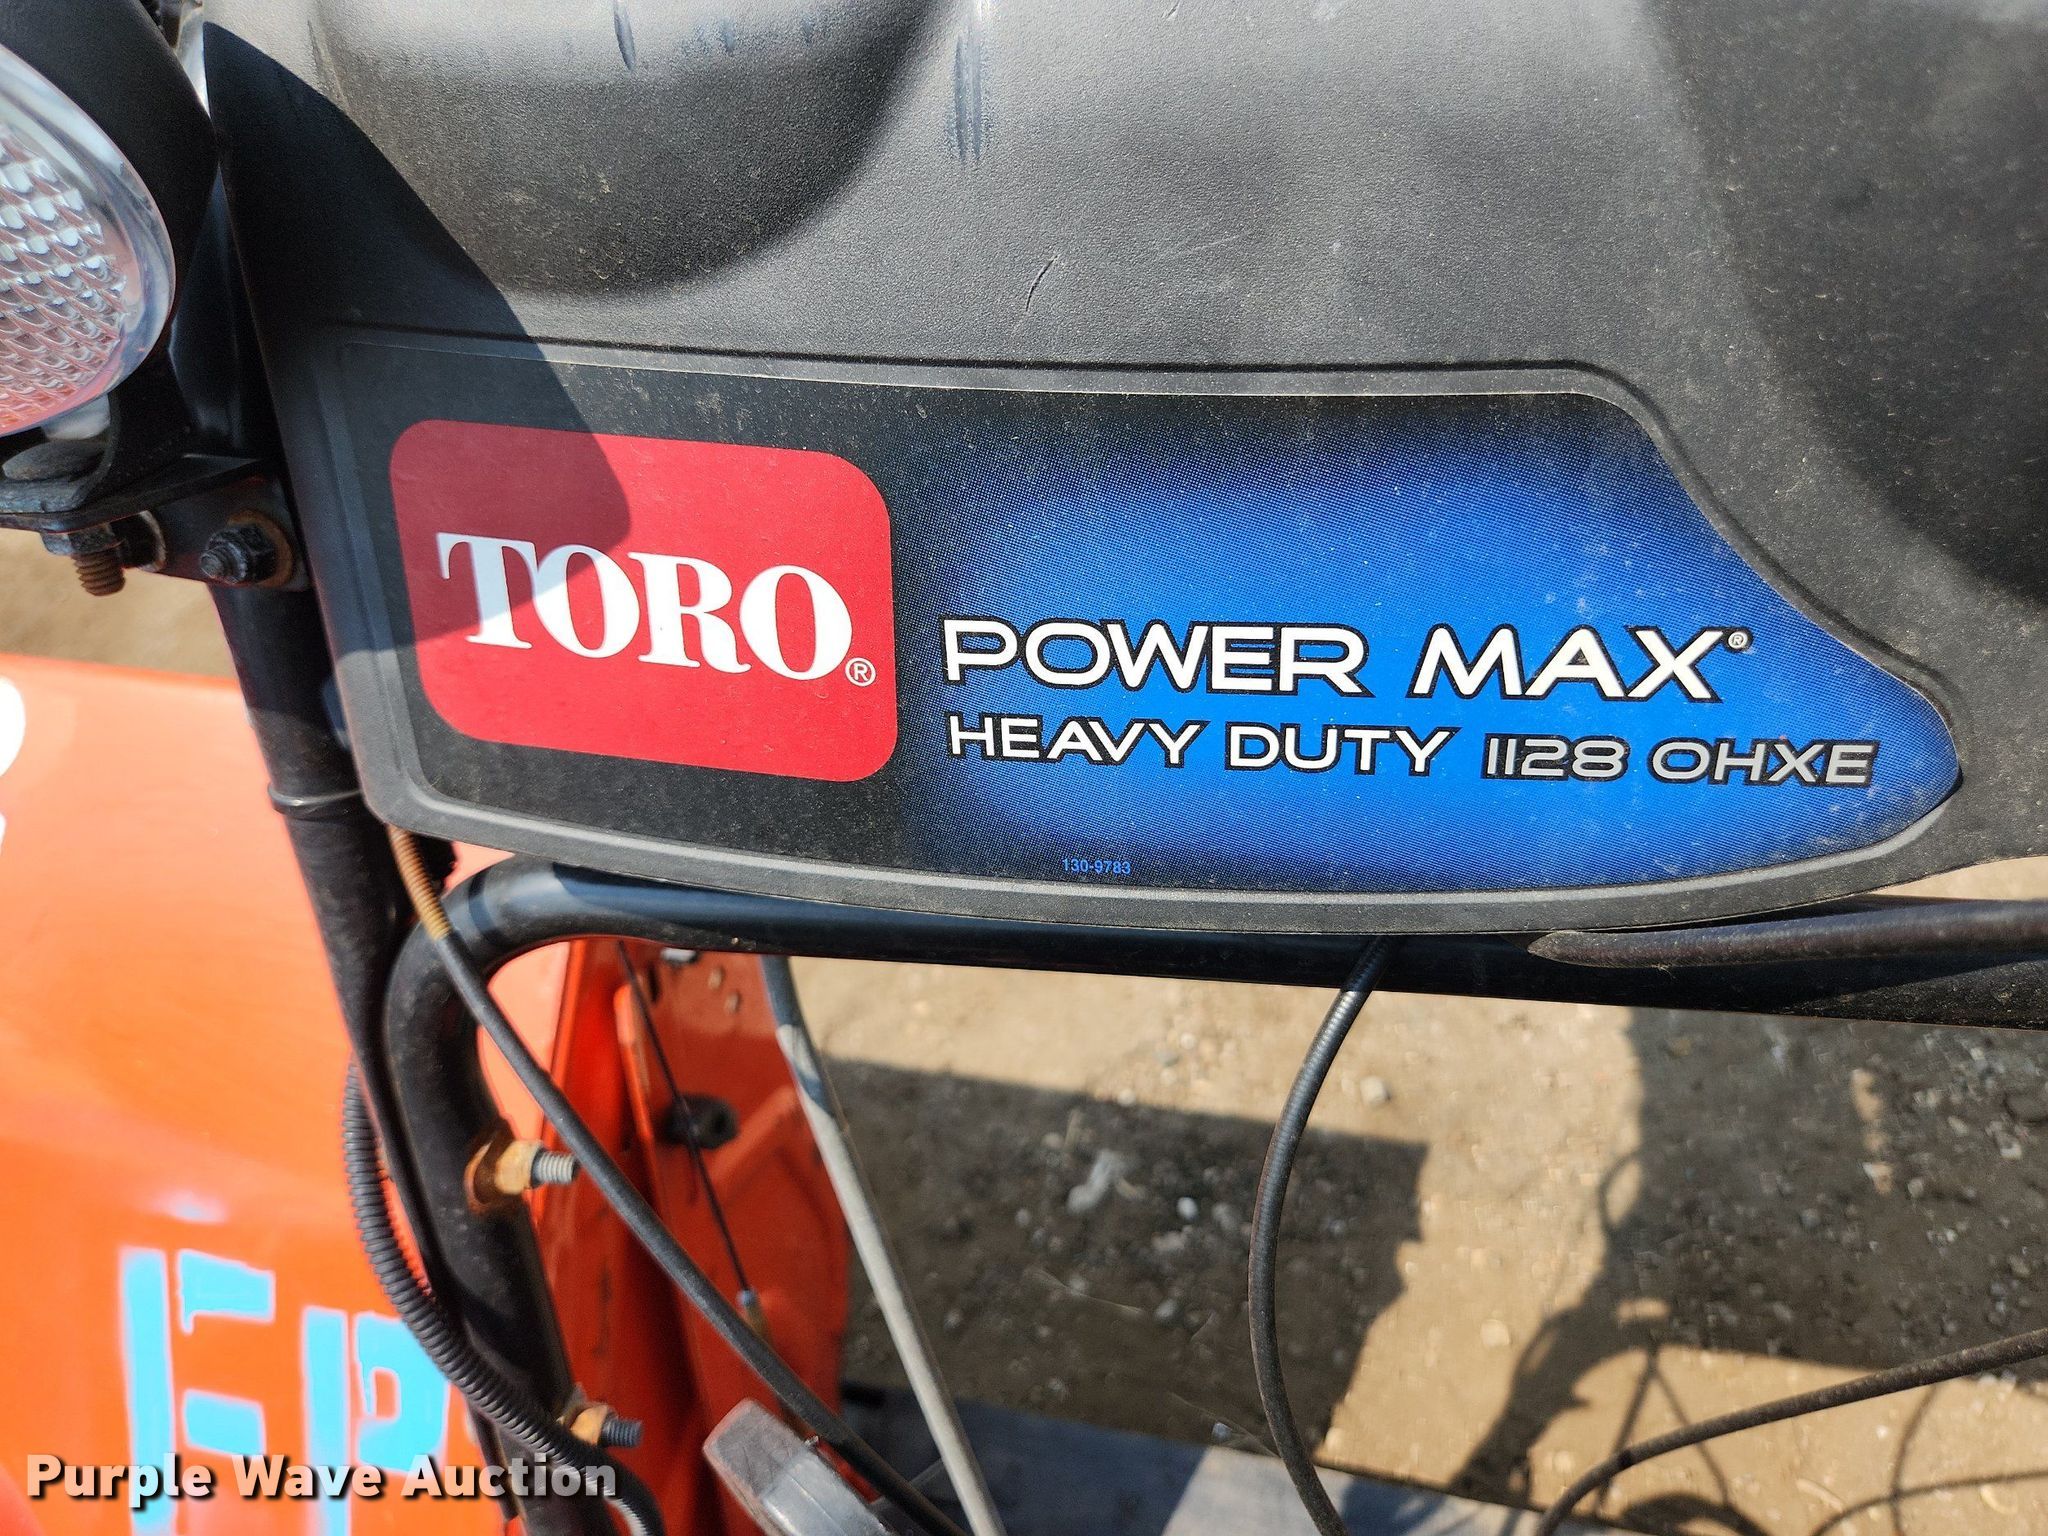 TORO®
POWER MAX®
HEAVY DUTY 1128 OHXE
130-9783
Purple Wave Auction